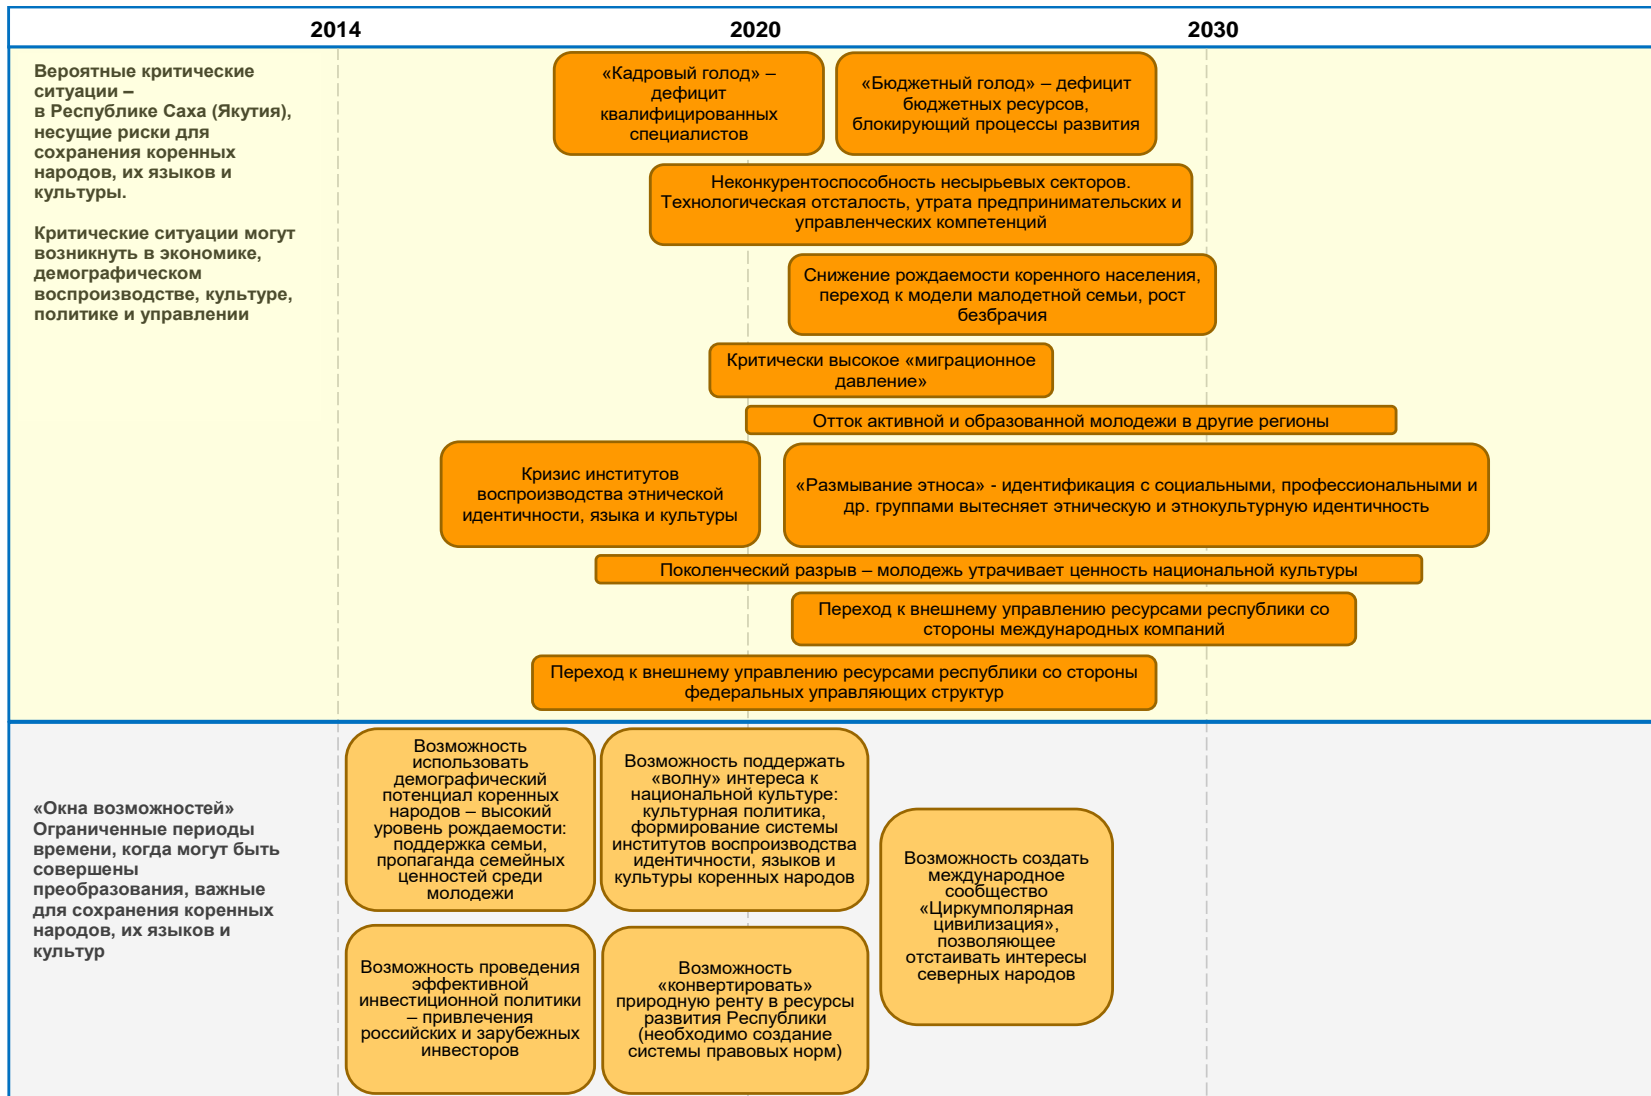 2014
2020
2030
Вероятные критические
ситуации –
в Республике Саха (Якутия),
несущие риски для
сохранения коренных
народов, их языков и
культуры.
Критические ситуации могут
возникнуть в экономике,
демографическом
воспроизводстве, культуре,
политике и управлении
«Кадровый голод» –
дефицит
квалифицированных
специалистов
«Бюджетный голод» – дефицит
бюджетных ресурсов,
блокирующий процессы развития
Неконкурентоспособность несырьевых секторов.
Технологическая отсталость, утрата предпринимательских и
управленческих компетенций
Снижение рождаемости коренного населения,
переход к модели малодетной семьи, рост
безбрачия
Критически высокое «миграционное
давление»
Отток активной и образованной молодежи в другие регионы
Кризис институтов
воспроизводства этнической
идентичности, языка и культуры
«Размывание этноса» - идентификация с социальными, профессиональными и
др. группами вытесняет этническую и этнокультурную идентичность
Поколенческий разрыв – молодежь утрачивает ценность национальной культуры
Переход к внешнему управлению ресурсами республики со
стороны международных компаний
Переход к внешнему управлению ресурсами республики со стороны
федеральных управляющих структур
«Окна возможностей»
Ограниченные периоды
времени, когда могут быть
совершены
преобразования, важные
для сохранения коренных
народов, их языков и
культур
Возможность
использовать
демографический
потенциал коренных
народов – высокий
уровень рождаемости:
поддержка семьи,
пропаганда семейных
ценностей среди
молодежи
Возможность поддержать
«волну» интереса к
национальной культуре:
культурная политика,
формирование системы
институтов воспроизводства
идентичности, языков и
культуры коренных народов
Возможность создать
международное
сообщество
«Циркумполярная
цивилизация»,
позволяющее
отстаивать интересы
северных народов
Возможность проведения
эффективной
инвестиционной политики
– привлечения
российских и зарубежных
инвесторов
Возможность
«конвертировать»
природную ренту в ресурсы
развития Республики
(необходимо создание
системы правовых норм)